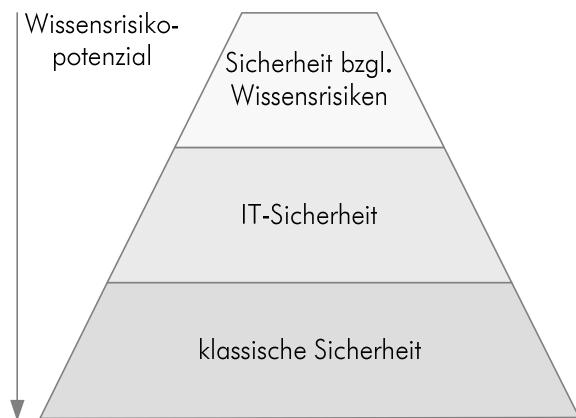 Wissensrisiko-
potenzial
Sicherheit bzgl.
Wissensrisiken
IT-Sicherheit
klassische Sicherheit